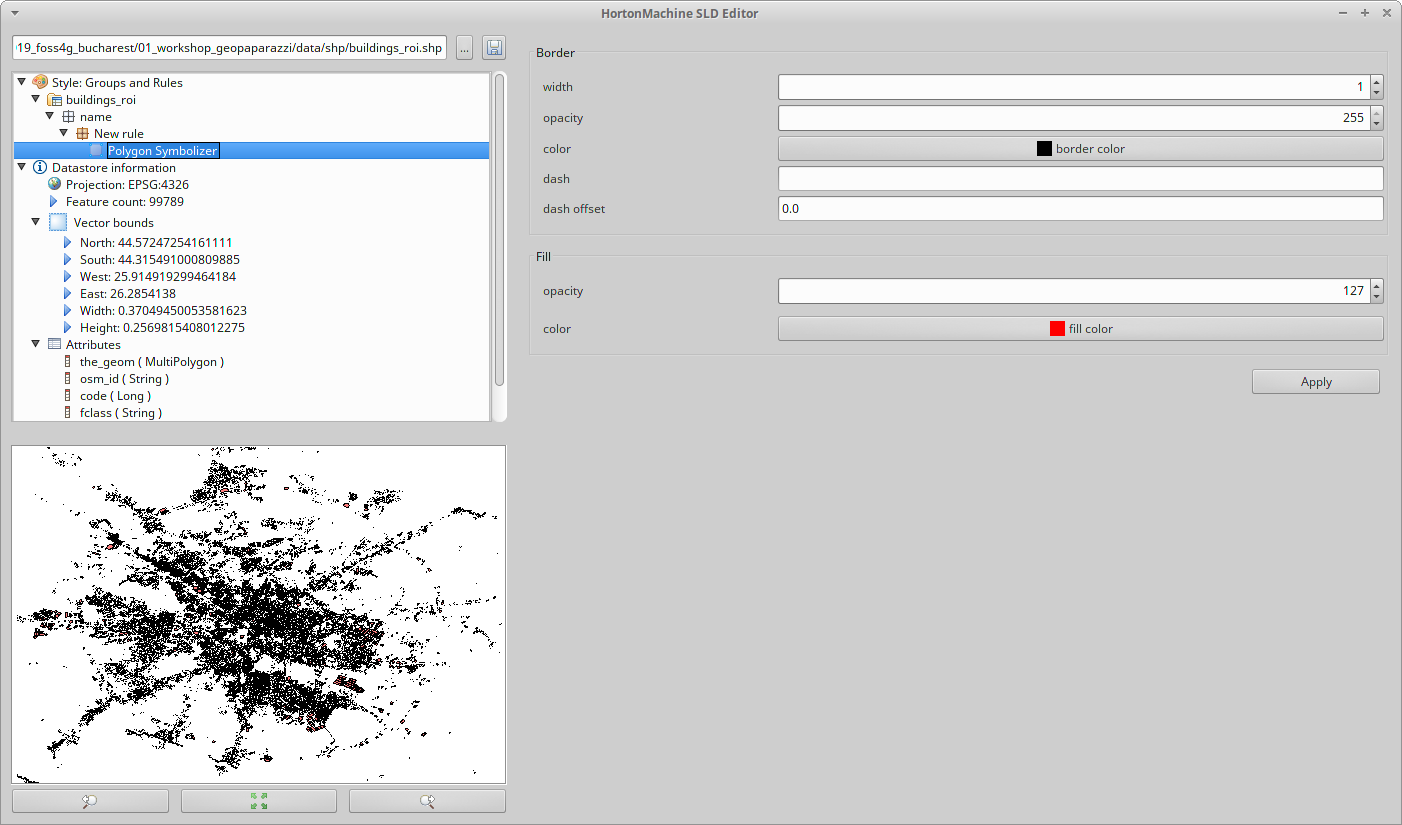 HortonMachine SLD Editor
19_foss4g_bucharest/01_workshop_geopaparazzi/data/shp/buildings_roi.shp
...
Style: Groups and Rules
buildings_roi
name
New rule
Polygon Symbolizer
Datastore information
Projection: EPSG:4326
Feature count: 99789
Vector bounds
North: 44.57247254161111
South: 44.315491000809885
West: 25.914919299464184
East: 26.2854138
Width: 0.37049450053581623
Height: 0.2569815408012275
Attributes
the_geom ( MultiPolygon )
osm_id ( String )
code ( Long )
fclass ( String )
Border
width 1
opacity 255
color border color
dash
dash offset 0.0
Fill
opacity 127
color fill color
Apply